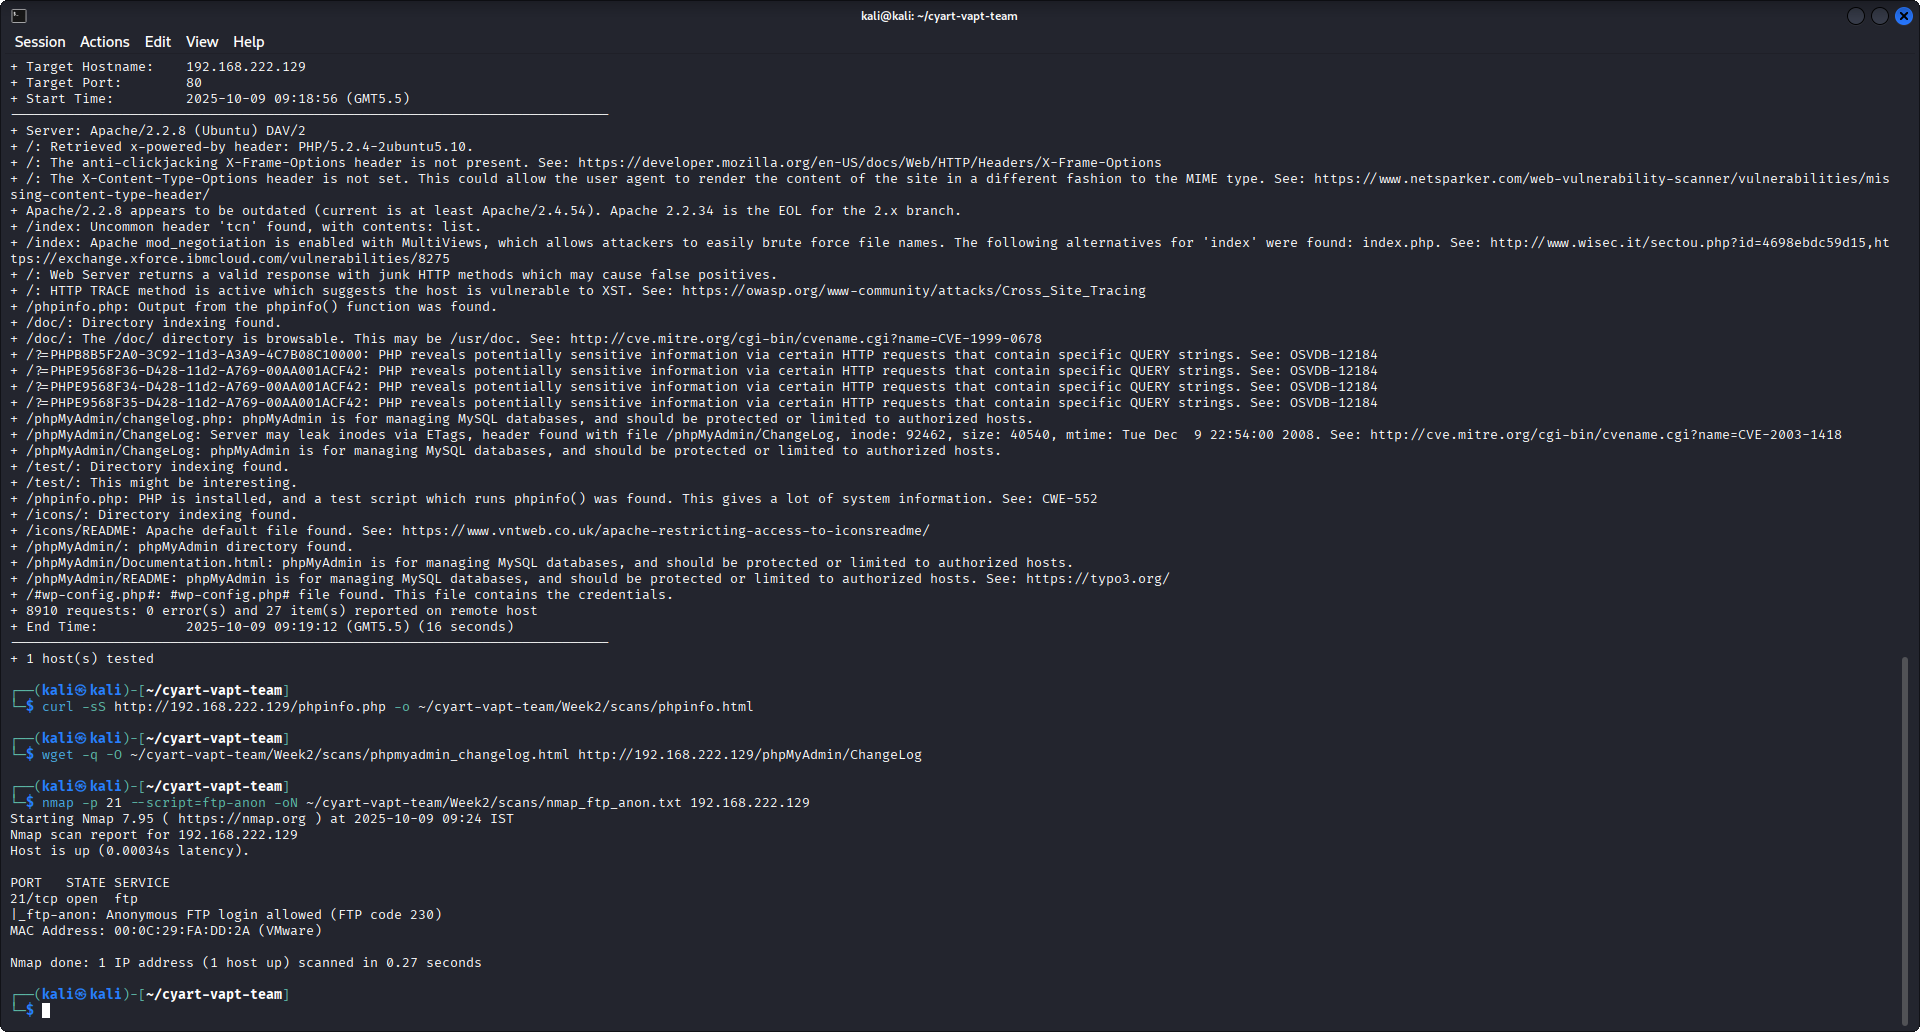 kali@kali: ~/cyart-vapt-team
Session Actions Edit View Help
+ Target Hostname:    192.168.222.129
+ Target Port:        80
+ Start Time:         2025-10-09 09:18:56 (GMT5.5)
+ Server: Apache/2.2.8 (Ubuntu) DAV/2
+ /: Retrieved x-powered-by header: PHP/5.2.4-2ubuntu5.10.
+ /: The anti-clickjacking X-Frame-Options header is not present. See: https://developer.mozilla.org/en-US/docs/Web/HTTP/Headers/X-Frame-Options
+ /: The X-Content-Type-Options header is not set. This could allow the user agent to render the content of the site in a different fashion to the MIME type. See: https://www.netsparker.com/web-vulnerability-scanner/vulnerabilities/mis
sing-content-type-header/
+ Apache/2.2.8 appears to be outdated (current is at least Apache/2.4.54). Apache 2.2.34 is the EOL for the 2.x branch.
+ /index: Uncommon header 'tcn' found, with contents: list.
+ /index: Apache mod_negotiation is enabled with MultiViews, which allows attackers to easily brute force file names. The following alternatives for 'index' were found: index.php. See: http://www.wisec.it/sectou.php?id=4698ebdc59d15,ht
tps://exchange.xforce.ibmcloud.com/vulnerabilities/8275
+ /: Web Server returns a valid response with junk HTTP methods which may cause false positives.
+ /: HTTP TRACE method is active which suggests the host is vulnerable to XST. See: https://owasp.org/www-community/attacks/Cross_Site_Tracing
+ /phpinfo.php: Output from the phpinfo() function was found.
+ /doc/: Directory indexing found.
+ /doc/: The /doc/ directory is browsable. This may be /usr/doc. See: http://cve.mitre.org/cgi-bin/cvename.cgi?name=CVE-1999-0678
+ /?=PHPB8B5F2A0-3C92-11d3-A3A9-4C7B08C10000: PHP reveals potentially sensitive information via certain HTTP requests that contain specific QUERY strings. See: OSVDB-12184
+ /?=PHPE9568F36-D428-11d2-A769-00AA001ACF42: PHP reveals potentially sensitive information via certain HTTP requests that contain specific QUERY strings. See: OSVDB-12184
+ /?=PHPE9568F34-D428-11d2-A769-00AA001ACF42: PHP reveals potentially sensitive information via certain HTTP requests that contain specific QUERY strings. See: OSVDB-12184
+ /?=PHPE9568F35-D428-11d2-A769-00AA001ACF42: PHP reveals potentially sensitive information via certain HTTP requests that contain specific QUERY strings. See: OSVDB-12184
+ /phpMyAdmin/changelog.php: phpMyAdmin is for managing MySQL databases, and should be protected or limited to authorized hosts.
+ /phpMyAdmin/ChangeLog: Server may leak inodes via ETags, header found with file /phpMyAdmin/ChangeLog, inode: 92462, size: 40540, mtime: Tue Dec  9 22:54:00 2008. See: http://cve.mitre.org/cgi-bin/cvename.cgi?name=CVE-2003-1418
+ /phpMyAdmin/ChangeLog: phpMyAdmin is for managing MySQL databases, and should be protected or limited to authorized hosts.
+ /test/: Directory indexing found.
+ /test/: This might be interesting.
+ /phpinfo.php: PHP is installed, and a test script which runs phpinfo() was found. This gives a lot of system information. See: CWE-552
+ /icons/: Directory indexing found.
+ /icons/README: Apache default file found. See: https://www.vntweb.co.uk/apache-restricting-access-to-iconsreadme/
+ /phpMyAdmin/: phpMyAdmin directory found.
+ /phpMyAdmin/Documentation.html: phpMyAdmin is for managing MySQL databases, and should be protected or limited to authorized hosts.
+ /phpMyAdmin/README: phpMyAdmin is for managing MySQL databases, and should be protected or limited to authorized hosts. See: https://typo3.org/
+ /#wp-config.php#: #wp-config.php# file found. This file contains the credentials.
+ 8910 requests: 0 error(s) and 27 item(s) reported on remote host
+ End Time:           2025-10-09 09:19:12 (GMT5.5) (16 seconds)
+ 1 host(s) tested
┌──(kali㉿kali)-[~/cyart-vapt-team]
└─$ curl -sS http://192.168.222.129/phpinfo.php -o ~/cyart-vapt-team/Week2/scans/phpinfo.html
┌──(kali㉿kali)-[~/cyart-vapt-team]
└─$ wget -q -O ~/cyart-vapt-team/Week2/scans/phpmyadmin_changelog.html http://192.168.222.129/phpMyAdmin/ChangeLog
┌──(kali㉿kali)-[~/cyart-vapt-team]
└─$ nmap -p 21 --script=ftp-anon -oN ~/cyart-vapt-team/Week2/scans/nmap_ftp_anon.txt 192.168.222.129
Starting Nmap 7.95 ( https://nmap.org ) at 2025-10-09 09:24 IST
Nmap scan report for 192.168.222.129
Host is up (0.00034s latency).
PORT   STATE SERVICE
21/tcp open  ftp
|_ftp-anon: Anonymous FTP login allowed (FTP code 230)
MAC Address: 00:0C:29:FA:DD:2A (VMware)
Nmap done: 1 IP address (1 host up) scanned in 0.27 seconds
┌──(kali㉿kali)-[~/cyart-vapt-team]
└─$